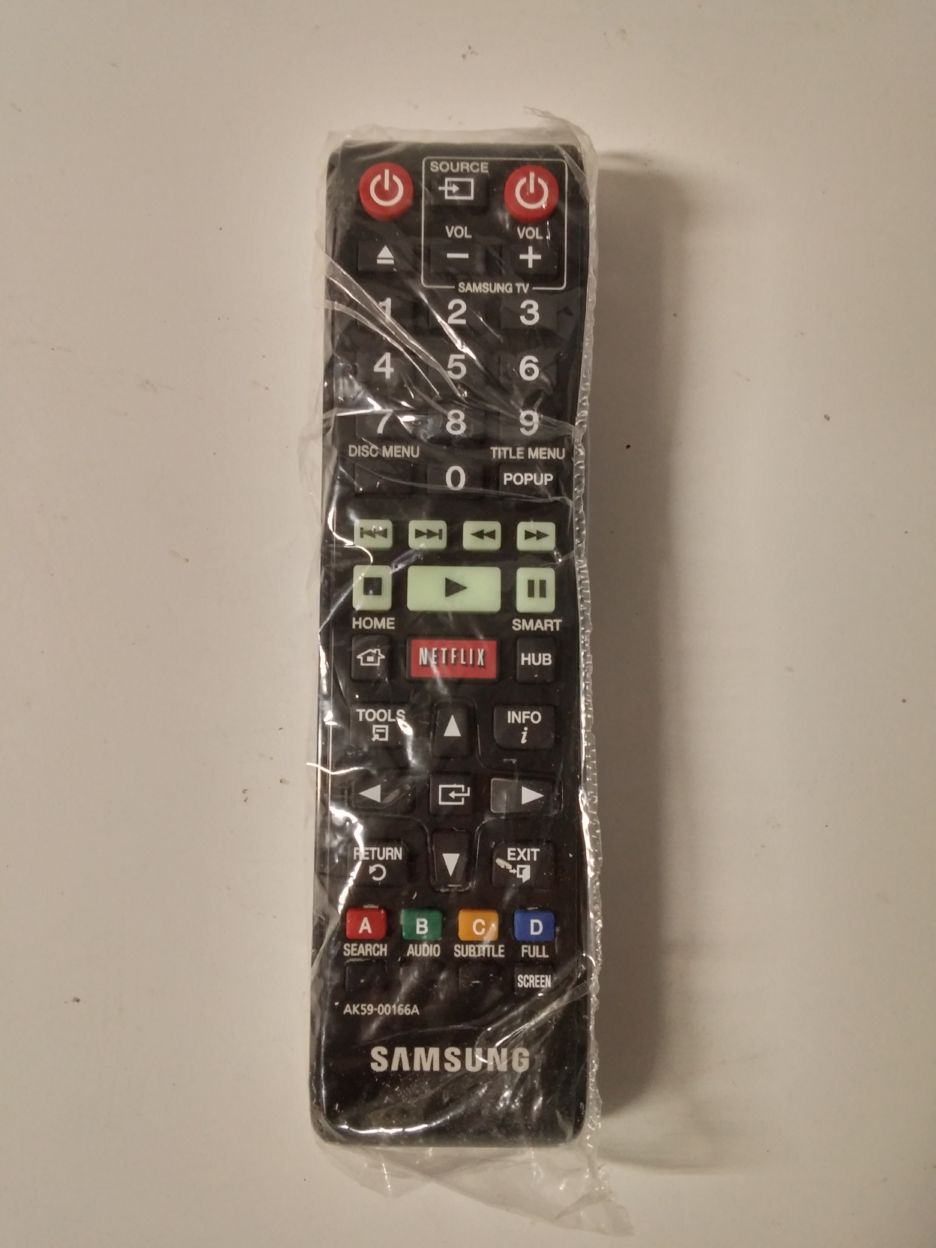 SOURCE
VOL VOL
SAMSUNG TV
1 2 3
4 5 6
7 8 9
DISC MENU TITLE MENU
0 POPUP
HOME SMART
NETFLIX HUB
TOOLS INFO
i
RETURN EXIT
A B C D
SEARCH AUDIO SUBTITLE FULL
SCREEN
AK59-00166A
SAMSUNG